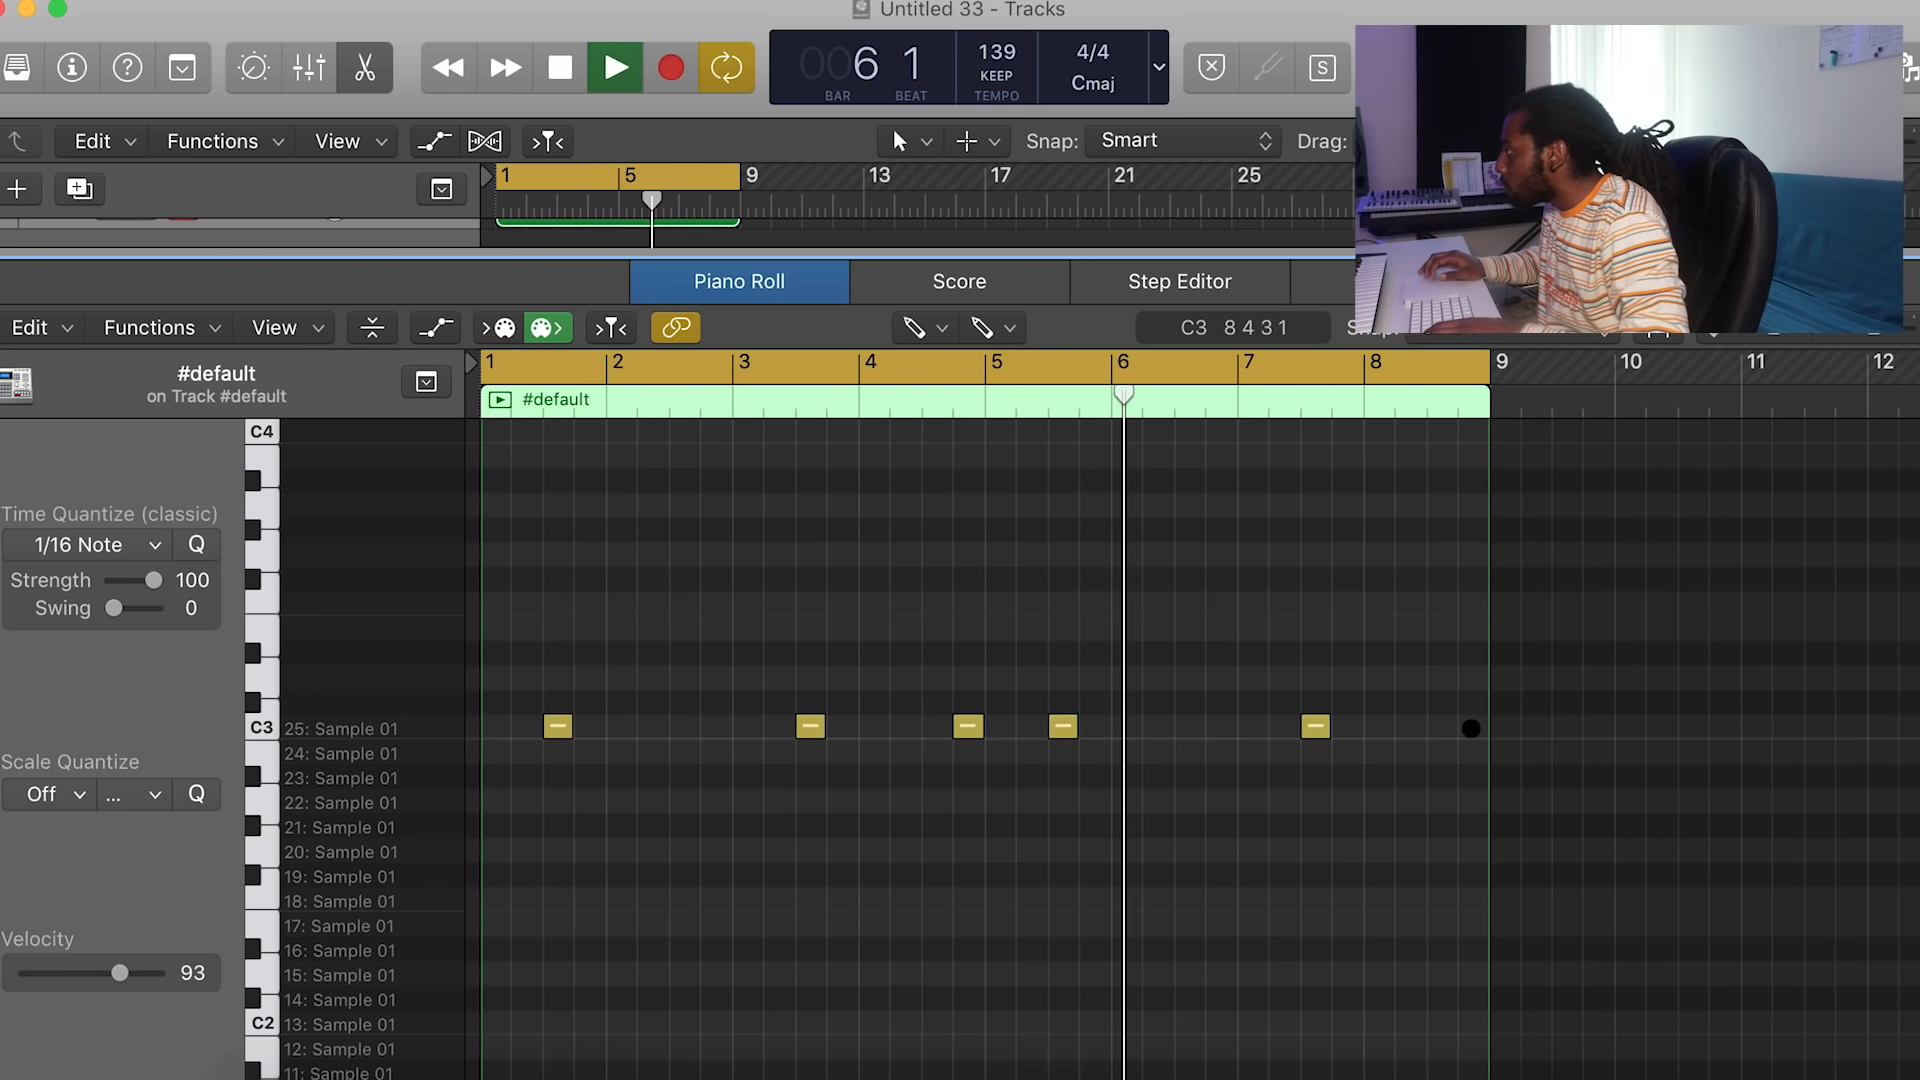 Untitled 33 - Tracks
006 1
BAR BEAT
139
KEEP
TEMPO
4/4
Cmaj
S
Edit Functions View
Snap: Smart Drag:
1 5 9 13 17 21 25
Piano Roll Score Step Editor
Edit Functions View
C3 8 4 3 1
1 2 3 4 5 6 7 8 9 10 11 12
#default
on Track #default
#default
C4
Time Quantize (classic)
1/16 Note Q
Strength 100
Swing 0
C3 25: Sample 01
24: Sample 01
Scale Quantize
23: Sample 01
Off ... Q
22: Sample 01
21: Sample 01
20: Sample 01
19: Sample 01
18: Sample 01
17: Sample 01
Velocity
16: Sample 01
93
15: Sample 01
14: Sample 01
C2 13: Sample 01
12: Sample 01
11: Sample 01